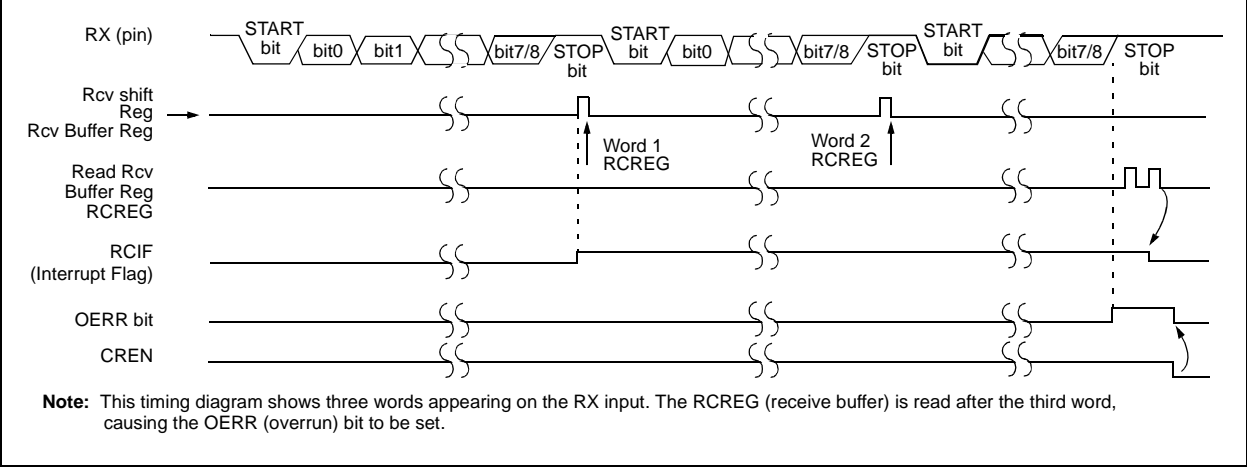 RX (pin)
START
bit
bit0
bit1
bit7/8
STOP
bit
START
bit
bit0
bit7/8
STOP
bit
START
bit
bit7/8
STOP
bit
Rcv shift
Reg
Rcv Buffer Reg
Word 1
RCREG
Word 2
RCREG
Read Rcv
Buffer Reg
RCREG
RCIF
(Interrupt Flag)
OERR bit
CREN
Note: This timing diagram shows three words appearing on the RX input. The RCREG (receive buffer) is read after the third word,
causing the OERR (overrun) bit to be set.